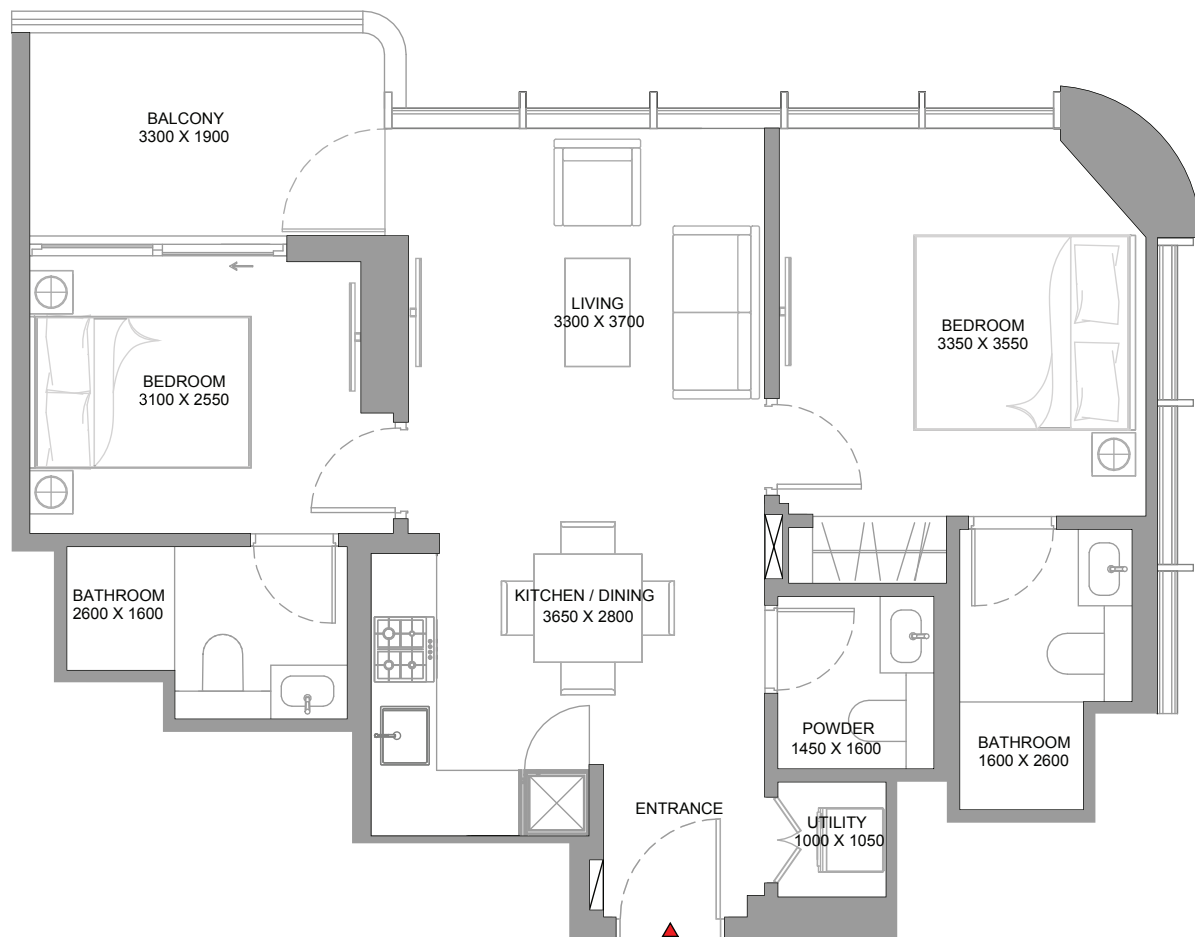 BALCONY
3300 X 1900
LIVING
3300 X 3700
BEDROOM
3350 X 3550
BEDROOM
3100 X 2550
BATHROOM
2600 X 1600
KITCHEN / DINING
3650 X 2800
POWDER
1450 X 1600
BATHROOM
1600 X 2600
ENTRANCE
UTILITY
1000 X 1050